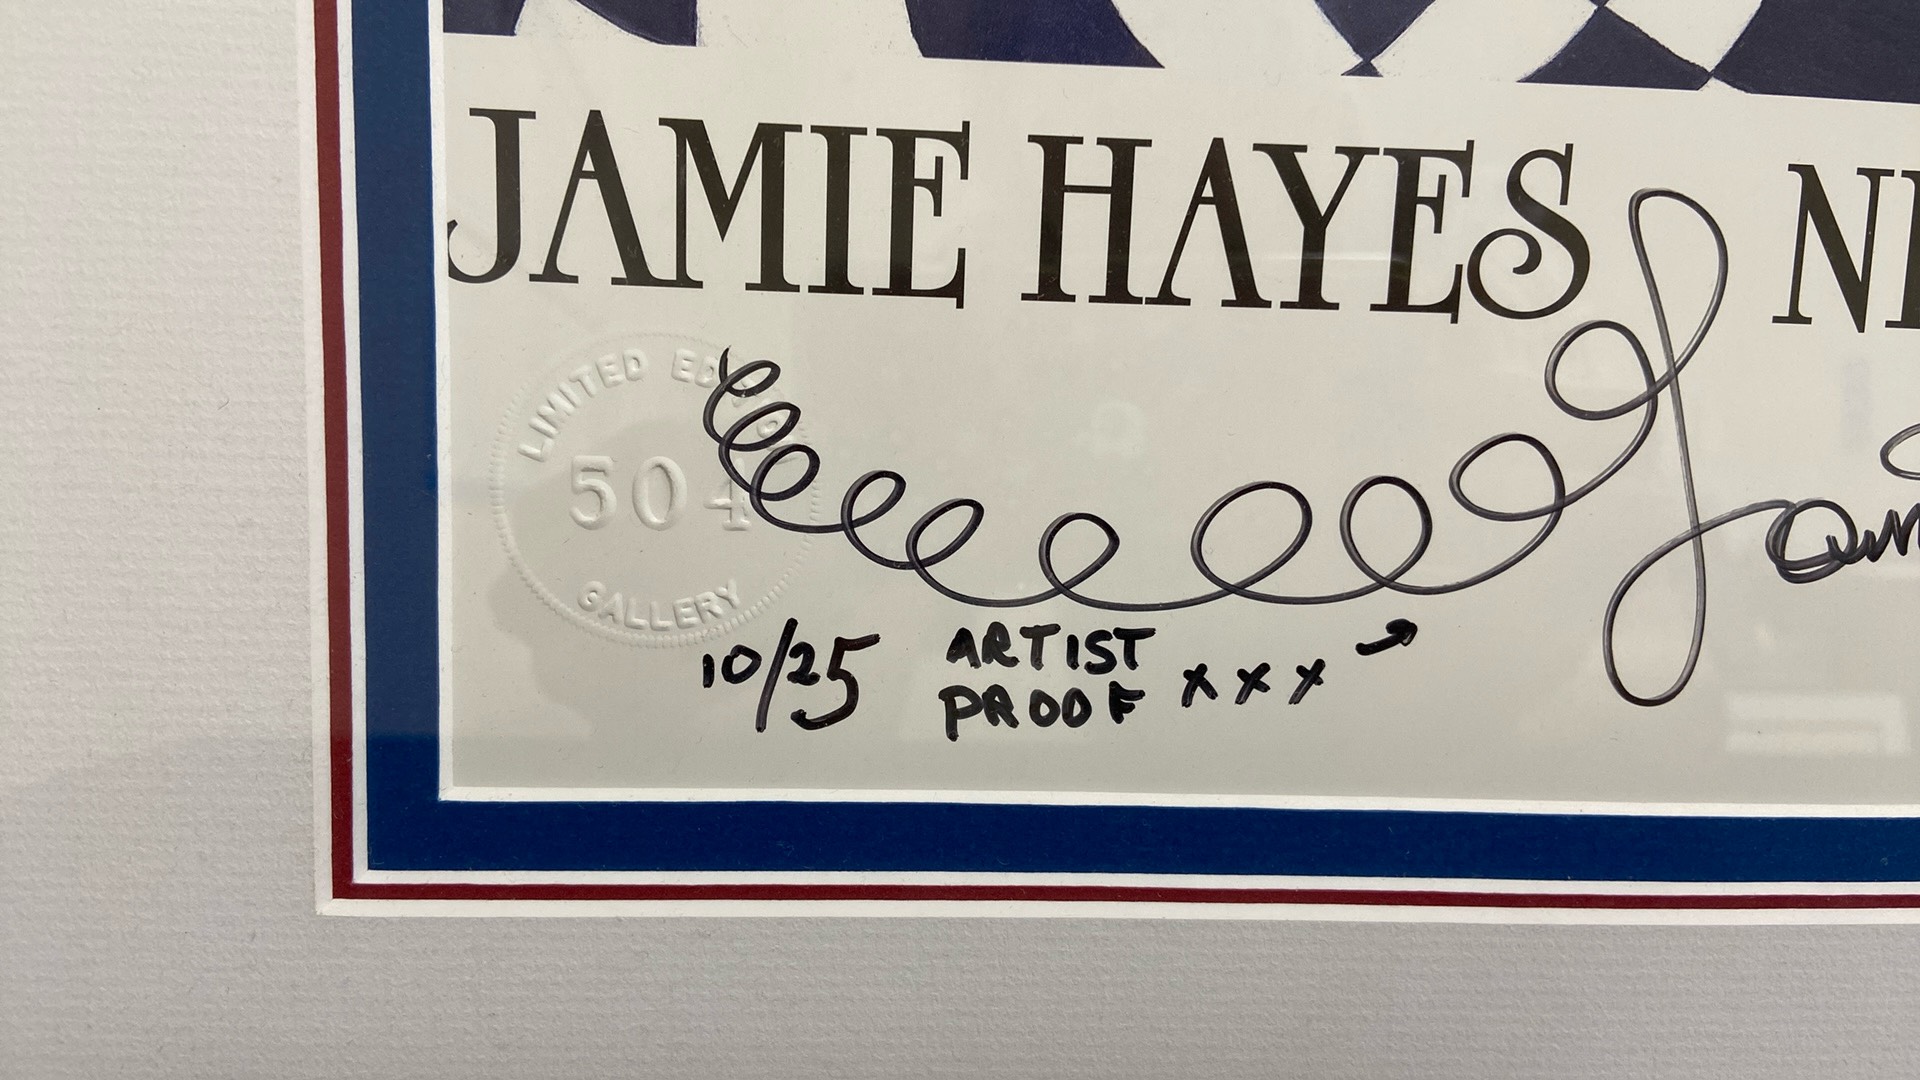 JAMIE HAYES
LIMITED EDITION
504
GALLERY
10/25 ARTIST
PROOF xxx